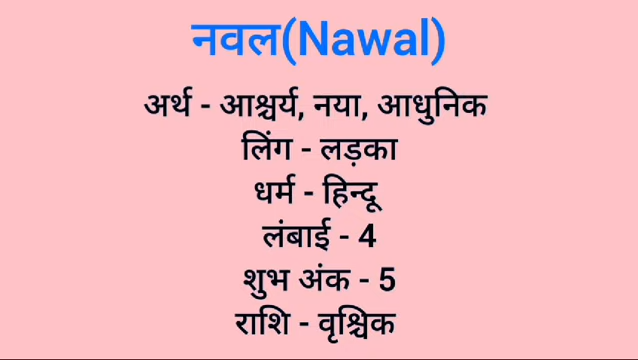 नवल(Nawal)
अर्थ - आश्चर्य, नया, आधुनिक
लिंग - लड़का
धर्म - हिन्दू
लंबाई - 4
शुभ अंक - 5
राशि - वृश्चिक